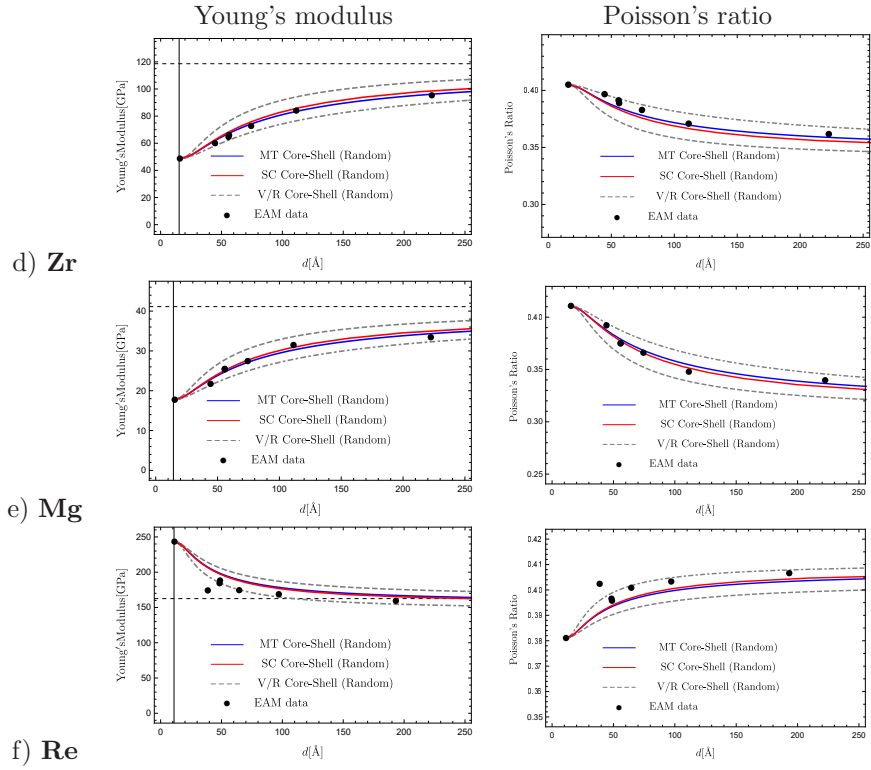 Young's modulus
Poisson's ratio
120
100
80
60
40
20
0
Young'sModulus[GPa]
MT Core-Shell (Random)
SC Core-Shell (Random)
V/R Core-Shell (Random)
EAM data
0 50 100 150 200 250
d[Å]
0.40
0.35
0.30
Poisson's Ratio
MT Core-Shell (Random)
SC Core-Shell (Random)
V/R Core-Shell (Random)
EAM data
0 50 100 150 200 250
d[Å]
d) Zr
40
30
20
10
0
Young'sModulus[GPa]
MT Core-Shell (Random)
SC Core-Shell (Random)
V/R Core-Shell (Random)
EAM data
0 50 100 150 200 250
d[Å]
0.40
0.35
0.30
0.25
Poisson's Ratio
MT Core-Shell (Random)
SC Core-Shell (Random)
V/R Core-Shell (Random)
EAM data
0 50 100 150 200 250
d[Å]
e) Mg
250
200
150
100
50
0
Young'sModulus[GPa]
MT Core-Shell (Random)
SC Core-Shell (Random)
V/R Core-Shell (Random)
EAM data
0 50 100 150 200 250
d[Å]
0.42
0.41
0.40
0.39
0.38
0.37
0.36
0.35
Poisson's Ratio
MT Core-Shell (Random)
SC Core-Shell (Random)
V/R Core-Shell (Random)
EAM data
0 50 100 150 200 250
d[Å]
f) Re